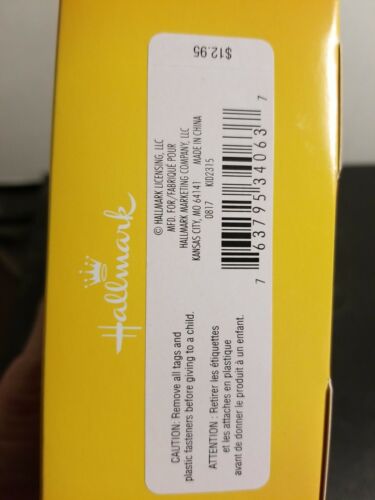 $12.95
Hallmark
© HALLMARK LICENSING, LLC
MFD. FOR/FABRIQUÉ POUR
HALLMARK MARKETING COMPANY, LLC
KANSAS CITY, MO 64141 MADE IN CHINA
0817 KID2315
7 63795 34063 7
CAUTION: Remove all tags and
plastic fasteners before giving to a child.
ATTENTION : Retirer les étiquettes
et les attaches en plastique
avant de donner le produit à un enfant.